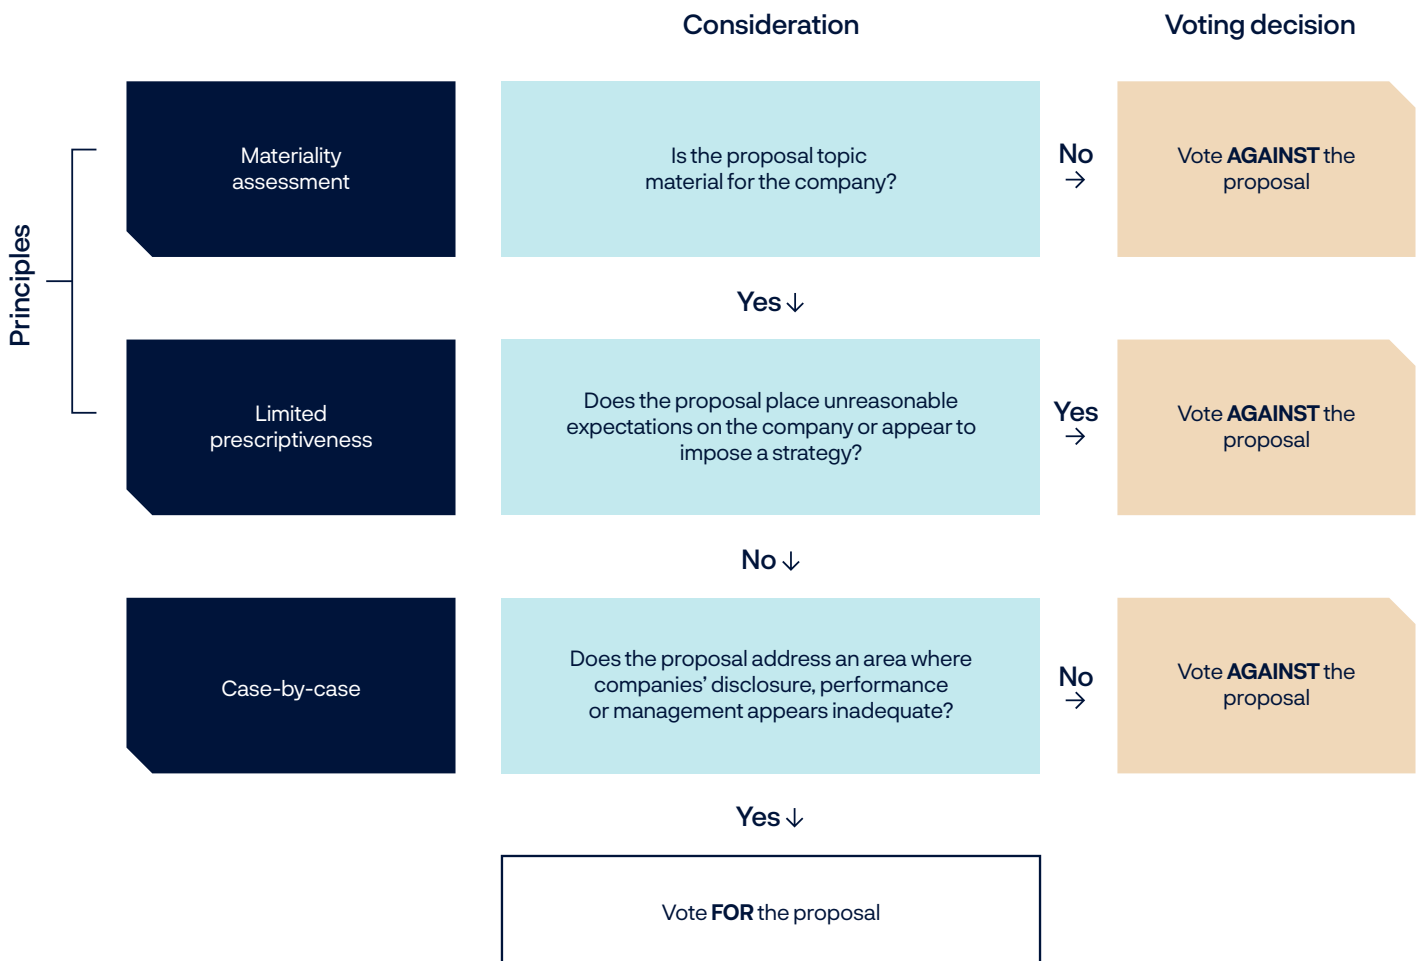 Consideration
Voting decision
Principles
Materiality
assessment
Is the proposal topic
material for the company?
No
→
Vote AGAINST the
proposal
Yes ↓
Limited
prescriptiveness
Does the proposal place unreasonable
expectations on the company or appear to
impose a strategy?
Yes
→
Vote AGAINST the
proposal
No ↓
Case-by-case
Does the proposal address an area where
companies’ disclosure, performance
or management appears inadequate?
No
→
Vote AGAINST the
proposal
Yes ↓
Vote FOR the proposal